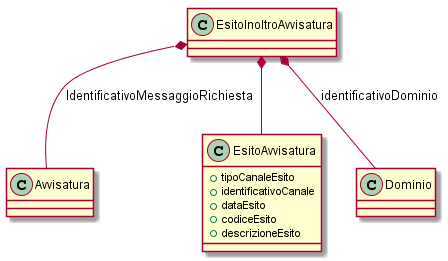 C EsitoInoltroAvvisatura
IdentificativoMessaggioRichiesta
identificativoDominio
C EsitoAvvisatura
tipoCanaleEsito
identificativoCanale
dataEsito
codiceEsito
descrizioneEsito
C Avvisatura
C Dominio